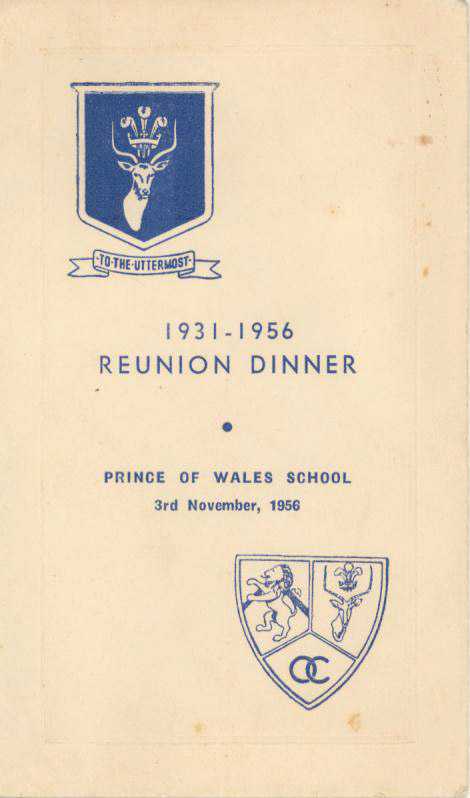 ·TO·THE·UTTERMOST·
1931-1956
REUNION DINNER
PRINCE OF WALES SCHOOL
3rd November, 1956
OC